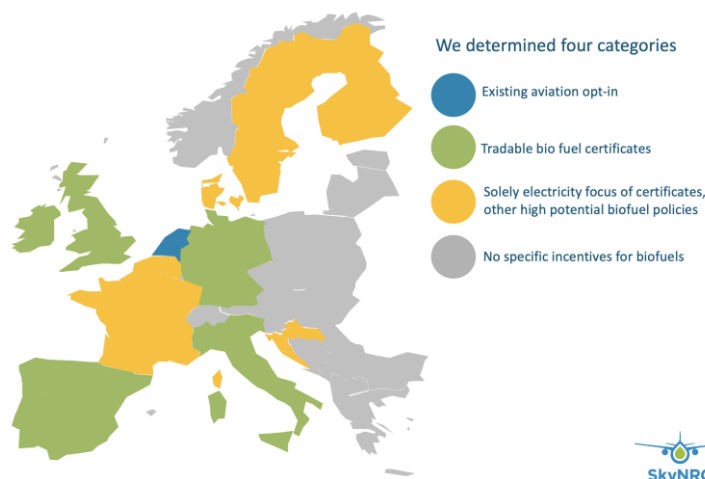 We determined four categories
Existing aviation opt-in
Tradable bio fuel certificates
Solely electricity focus of certificates,
other high potential biofuel policies
No specific incentives for biofuels
SkyNRG